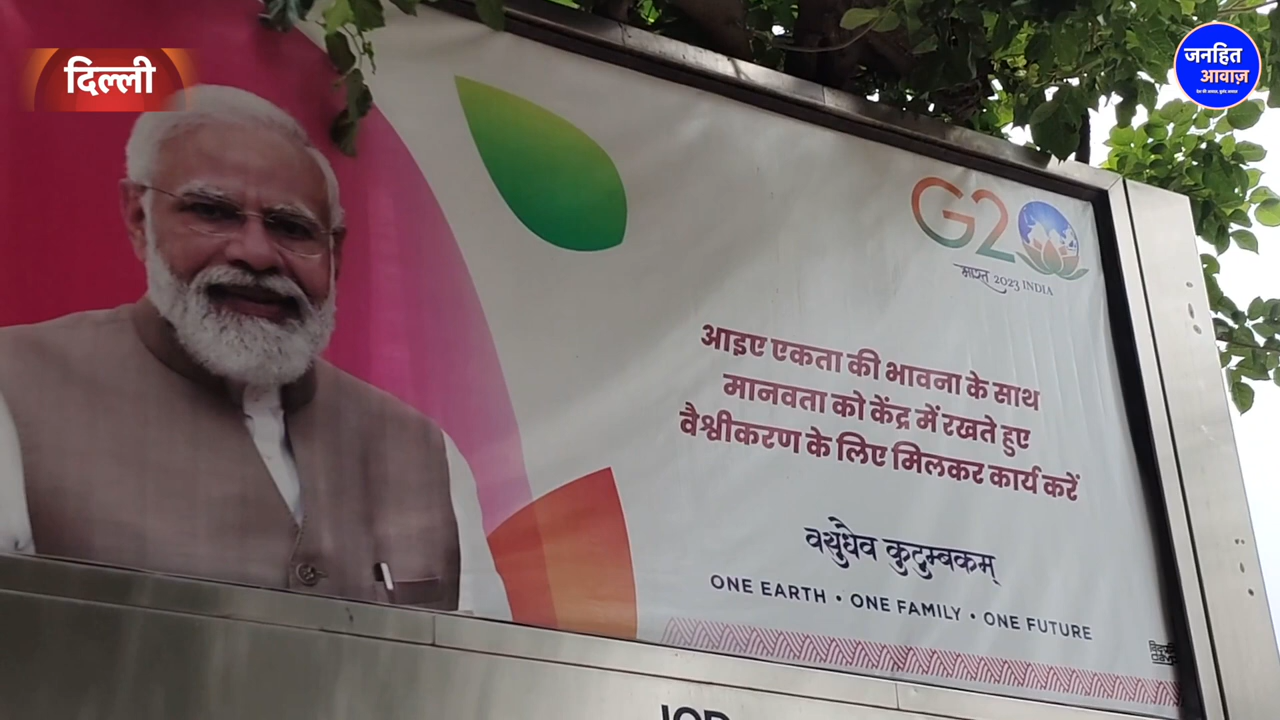 दिल्ली
जनहित
आवाज़
G20
भारत 2023 INDIA
आइए एकता की भावना के साथ
मानवता को केंद्र में रखते हुए
वैश्वीकरण के लिए मिलकर कार्य करें
वसुधैव कुटुम्बकम्
ONE EARTH • ONE FAMILY • ONE FUTURE